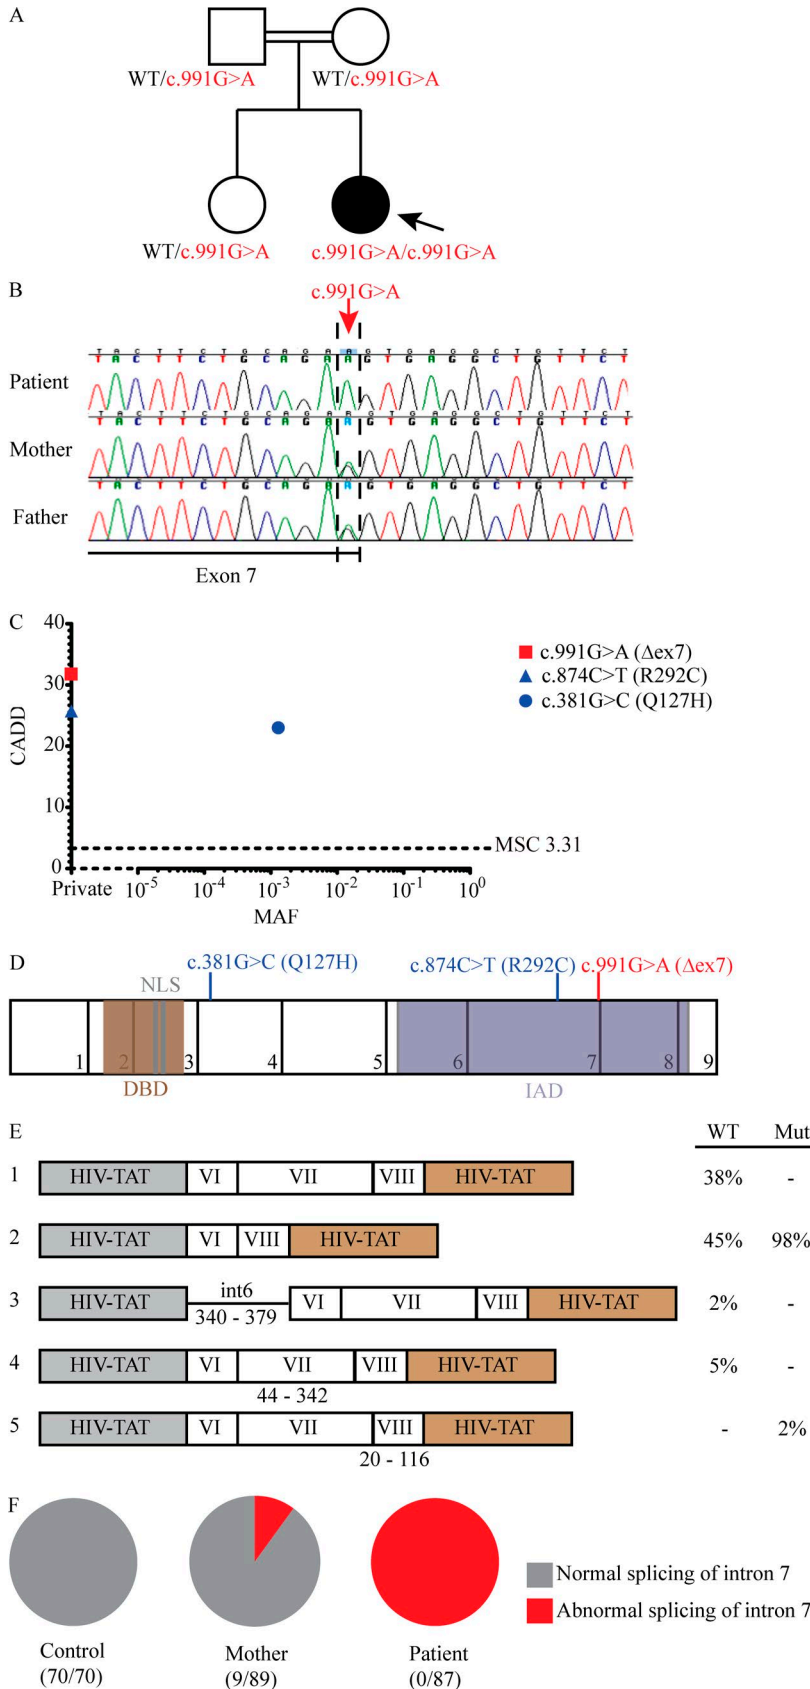 A
WT/c.991G>A WT/c.991G>A
WT/c.991G>A c.991G>A/c.991G>A
B c.991G>A
T A C T T C T G C A G A A G T G A G G C T G T T C T
T A C T T C T G C A G A A G T G A G G C T G T T C T
Patient
T A C T T C T G C A G A R G T G A G G C T G T T C T
T A C T T C T G C A G A R G T G A G G C T G T T C T
Mother
T A C T T C T G C A G A R G T G A G G C T G T T C T
Father
Exon 7
C
40
30
20
10
0
CADD
c.991G>A (Δex7)
c.874C>T (R292C)
c.381G>C (Q127H)
MSC 3.31
Private 10-5 10-4 10-3 10-2 10-1 100
MAF
D c.381G>C (Q127H) c.874C>T (R292C) c.991G>A (Δex7)
NLS
1 2 3 4 5 6 7 8 9
DBD IAD
E WT Mut
1 HIV-TAT VI VII VIII HIV-TAT 38% -
2 HIV-TAT VI VIII HIV-TAT 45% 98%
3 HIV-TAT int6 VI VII VIII HIV-TAT 2% -
340 - 379
4 HIV-TAT VI VII VIII HIV-TAT 5% -
44 - 342
5 HIV-TAT VI VII VIII HIV-TAT - 2%
20 - 116
F
Normal splicing of intron 7
Abnormal splicing of intron 7
Control Mother Patient
(70/70) (9/89) (0/87)